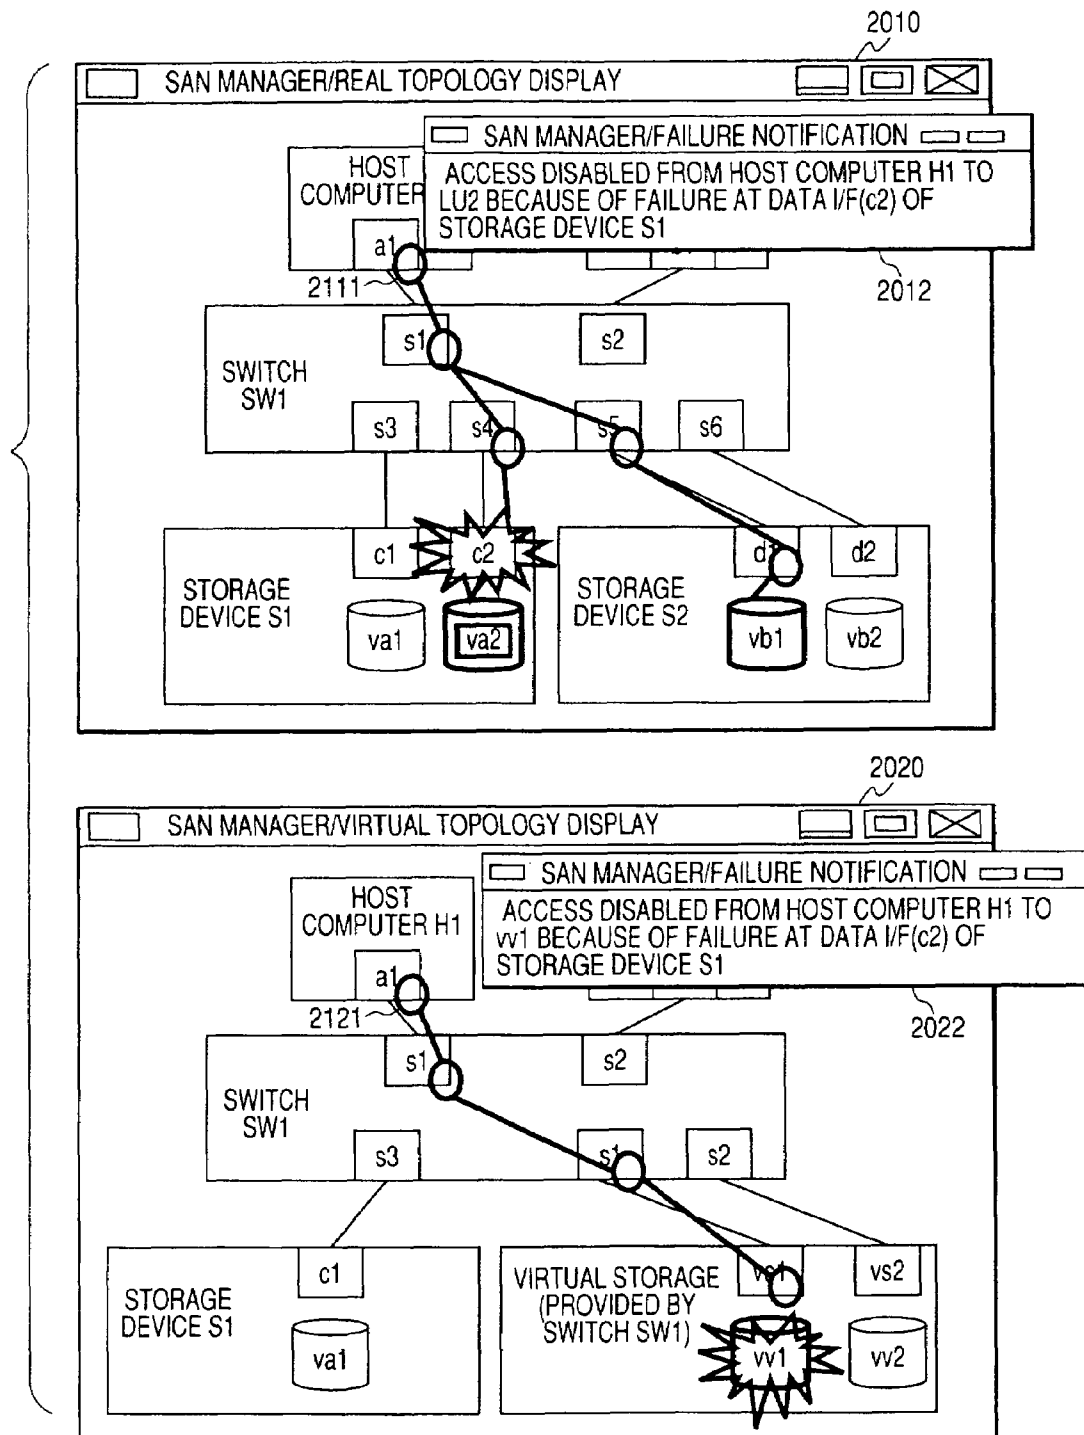 2010
SAN MANAGER/REAL TOPOLOGY DISPLAY
SAN MANAGER/FAILURE NOTIFICATION
ACCESS DISABLED FROM HOST COMPUTER H1 TO
LU2 BECAUSE OF FAILURE AT DATA I/F(c2) OF
STORAGE DEVICE S1
HOST
COMPUTER
a1
2111
2012
s1
s2
SWITCH
SW1
s3
s4
s5
s6
c1
c2
d1
d2
STORAGE
DEVICE S1
STORAGE
DEVICE S2
va1
va2
vb1
vb2
2020
SAN MANAGER/VIRTUAL TOPOLOGY DISPLAY
SAN MANAGER/FAILURE NOTIFICATION
ACCESS DISABLED FROM HOST COMPUTER H1 TO
vv1 BECAUSE OF FAILURE AT DATA I/F(c2) OF
STORAGE DEVICE S1
HOST
COMPUTER H1
a1
2121
2022
s1
s2
SWITCH
SW1
s3
s1
s2
c1
vs1
vs2
STORAGE
DEVICE S1
VIRTUAL STORAGE
(PROVIDED BY
SWITCH SW1)
va1
vv1
vv2